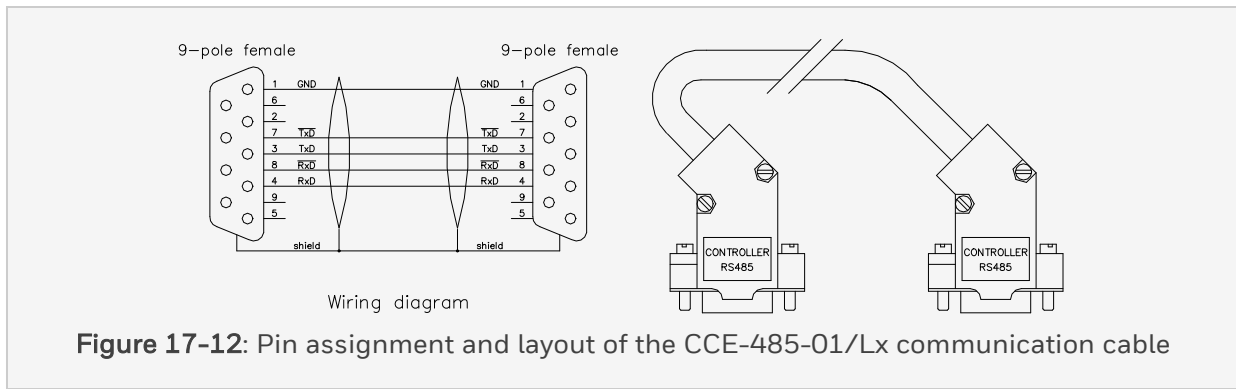 9-pole female 9-pole female
1 GND GND 1
6 6
2 2
7 TxD TxD 7
3 TxD TxD 3
8 RxD RxD 8
4 RxD RxD 4
9 9
5 5
shield shield
Wiring diagram
CONTROLLER
RS485
CONTROLLER
RS485
Figure 17-12: Pin assignment and layout of the CCE-485-01/Lx communication cable